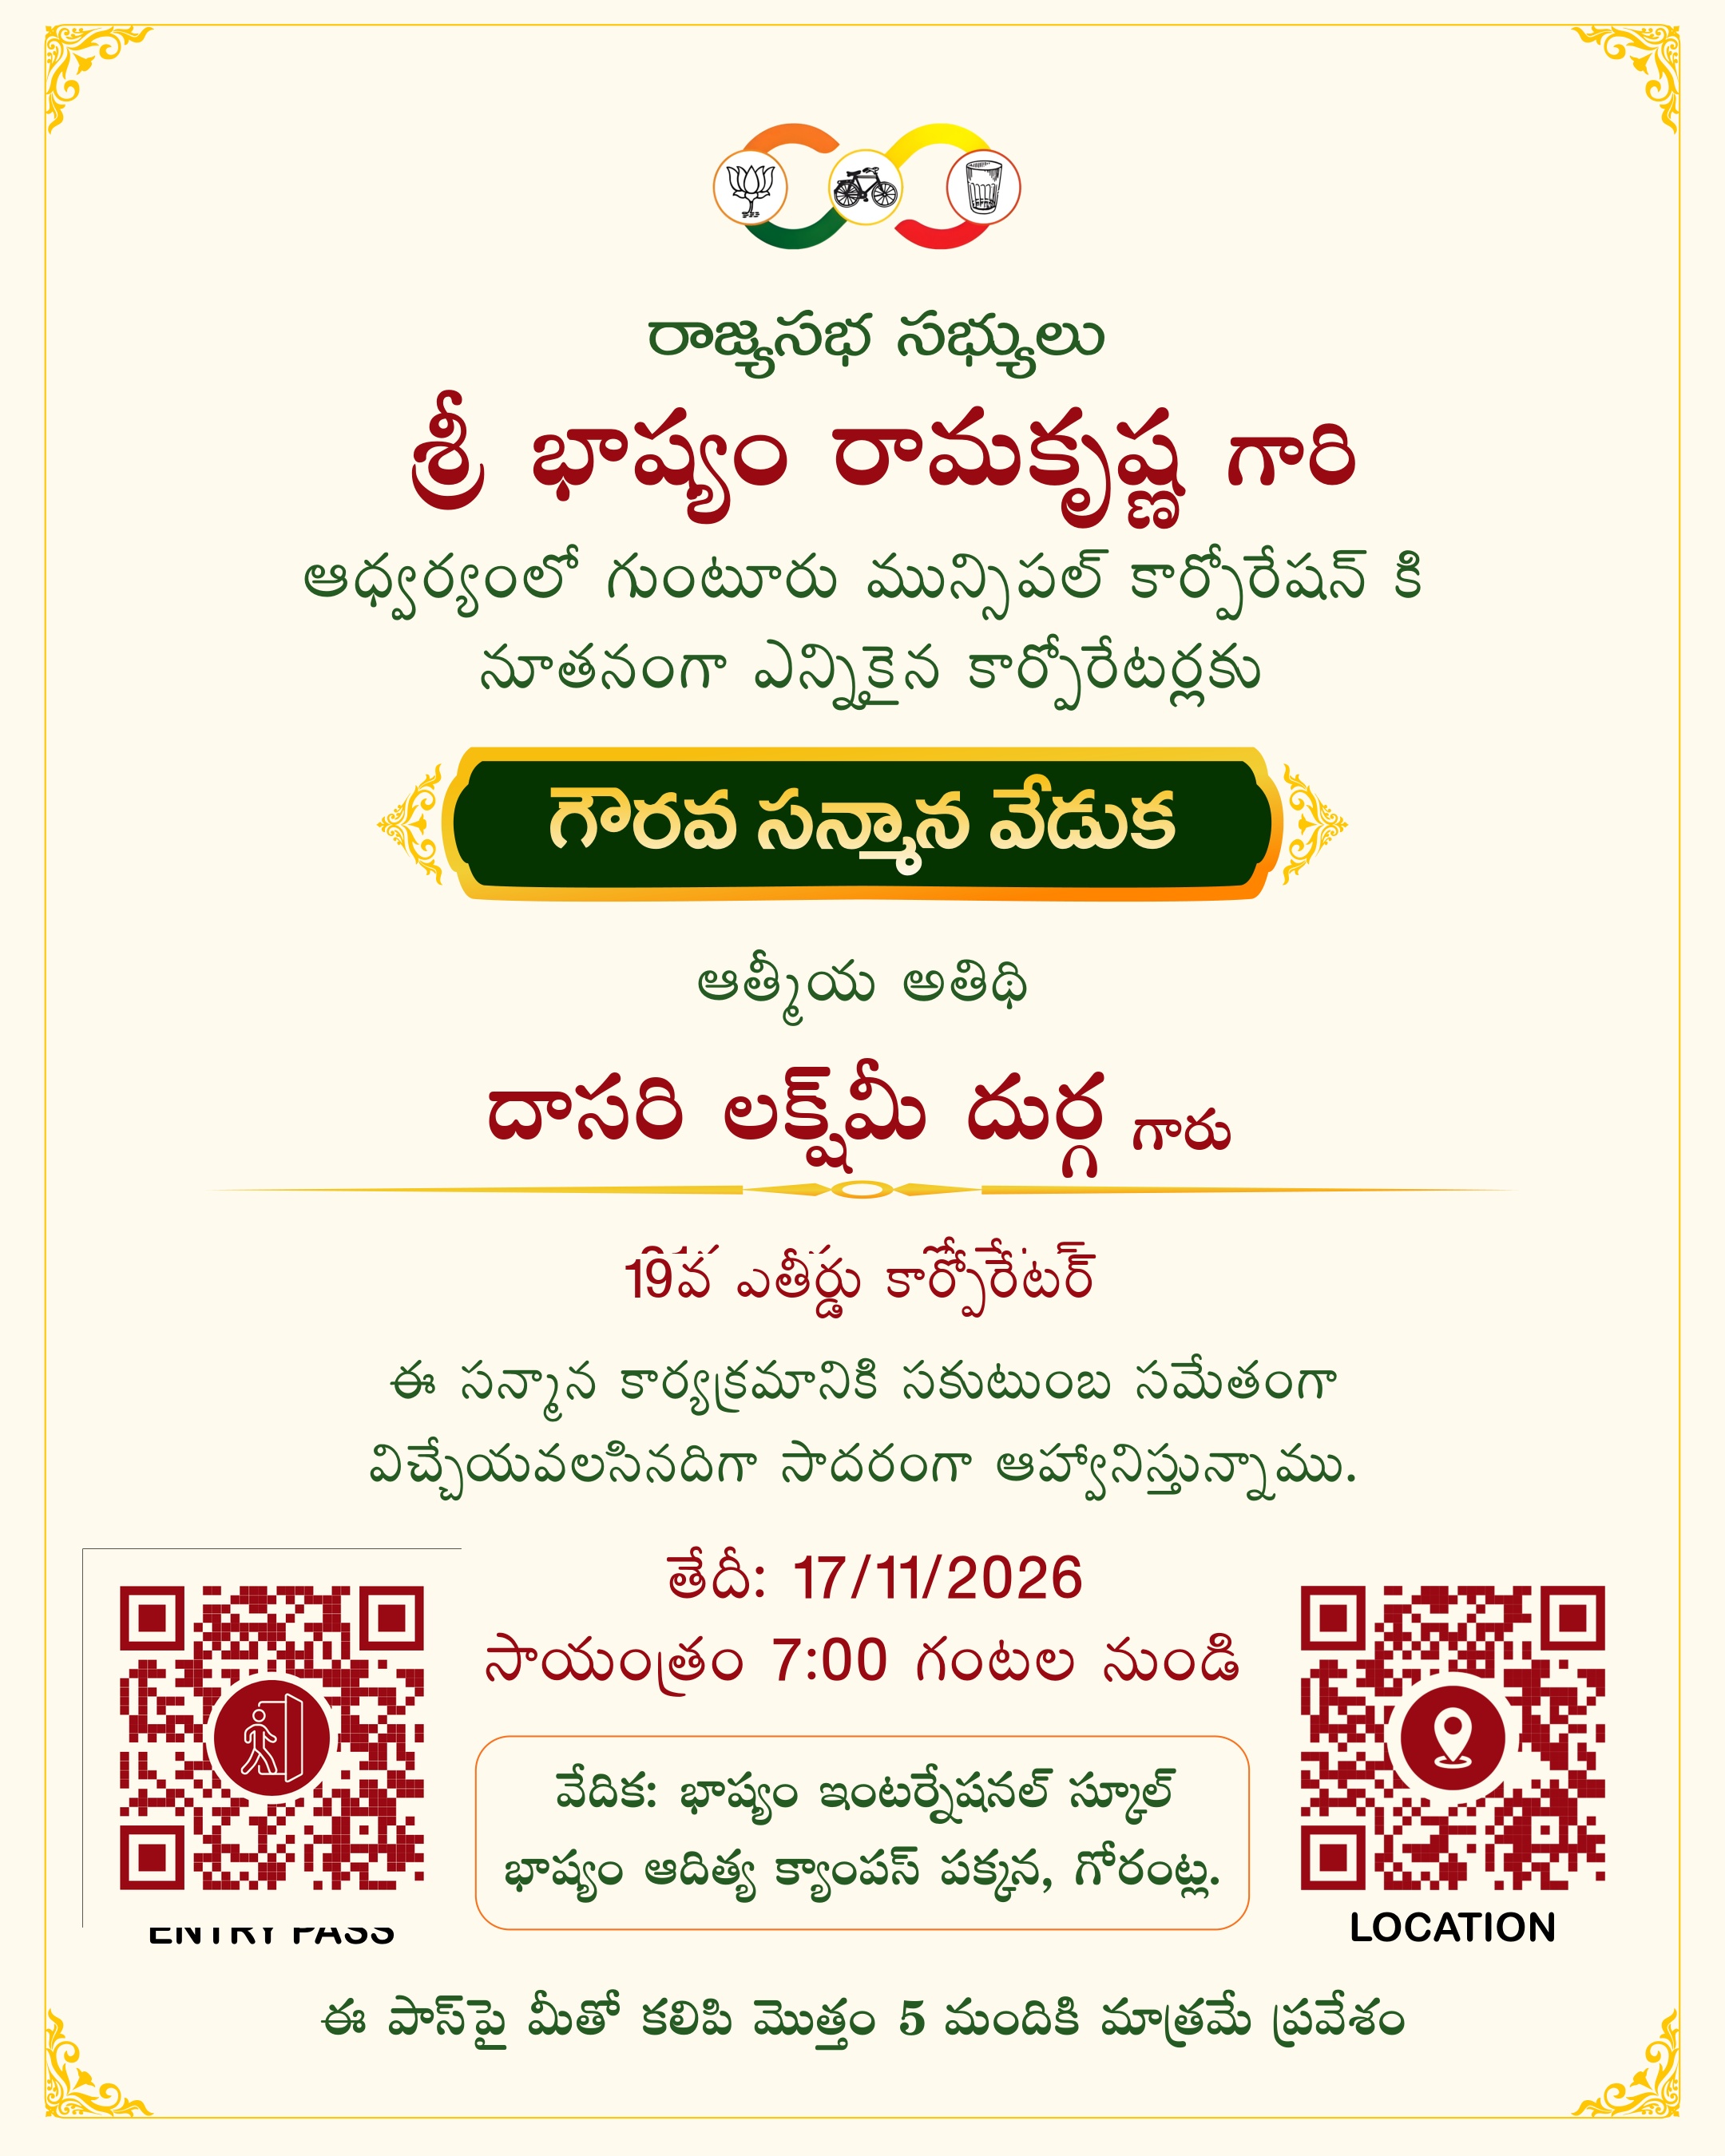 రాజ్యసభ సభ్యులు
శ్రీ భాష్యం రామకృష్ణ గారి
ఆధ్వర్యంలో గుంటూరు మున్సిపల్ కార్పోరేషన్ కి
నూతనంగా ఎన్నికైన కార్పోరేటర్లకు
గౌరవ సన్మాన వేడుక
ఆత్మీయ అతిథి
దాసరి లక్ష్మీ దుర్గ గారు
19వ కార్పోరేటర్
ఈ సన్మాన కార్యక్రమానికి సకుటుంబ సమేతంగా
విచ్చేయవలసినదిగా సాదరంగా ఆహ్వానిస్తున్నాము.
తేదీ: 17/11/2026
సాయంత్రం 7:00 గంటల నుండి
వేదిక: భాష్యం ఇంటర్నేషనల్ స్కూల్
భాష్యం ఆదిత్య క్యాంపస్ పక్కన, గోరంట్ల.
ENTRY PASS
LOCATION
ఈ పాస్‌పై మీతో కలిపి మొత్తం 5 మందికి మాత్రమే ప్రవేశం